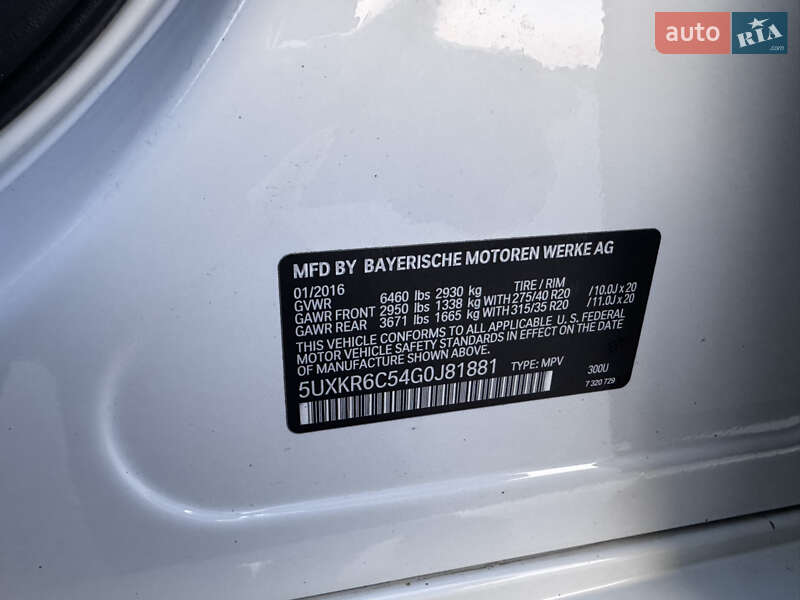 auto RIA .com
MFD BY BAYERISCHE MOTOREN WERKE AG
01/2016 TIRE / RIM
GVWR 6460 lbs 2930 kg
GAWR FRONT 2950 lbs 1338 kg WITH 275/40 R20 /10.0J x 20
GAWR REAR 3671 lbs 1665 kg WITH 315/35 R20 /11.0J x 20
THIS VEHICLE CONFORMS TO ALL APPLICABLE U. S. FEDERAL
MOTOR VEHICLE SAFETY STANDARDS IN EFFECT ON THE DATE
OF MANUFACTURE SHOWN ABOVE.
5UXKR6C54G0J81881 TYPE: MPV 300U
7 320 729